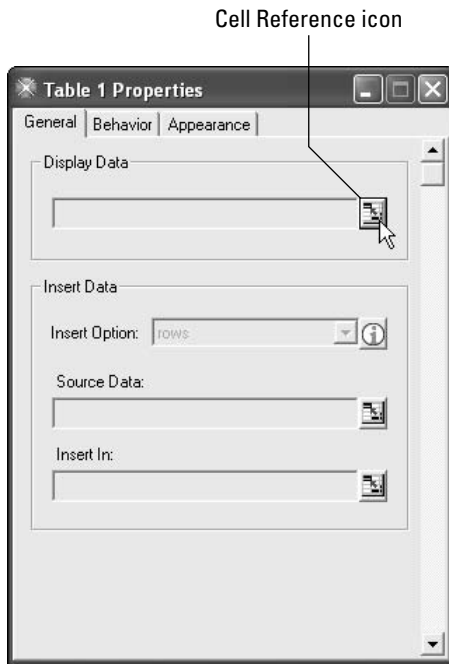 Cell Reference icon
Table 1 Properties
General Behavior Appearance
Display Data
Insert Data
Insert Option: rows
Source Data:
Insert In: